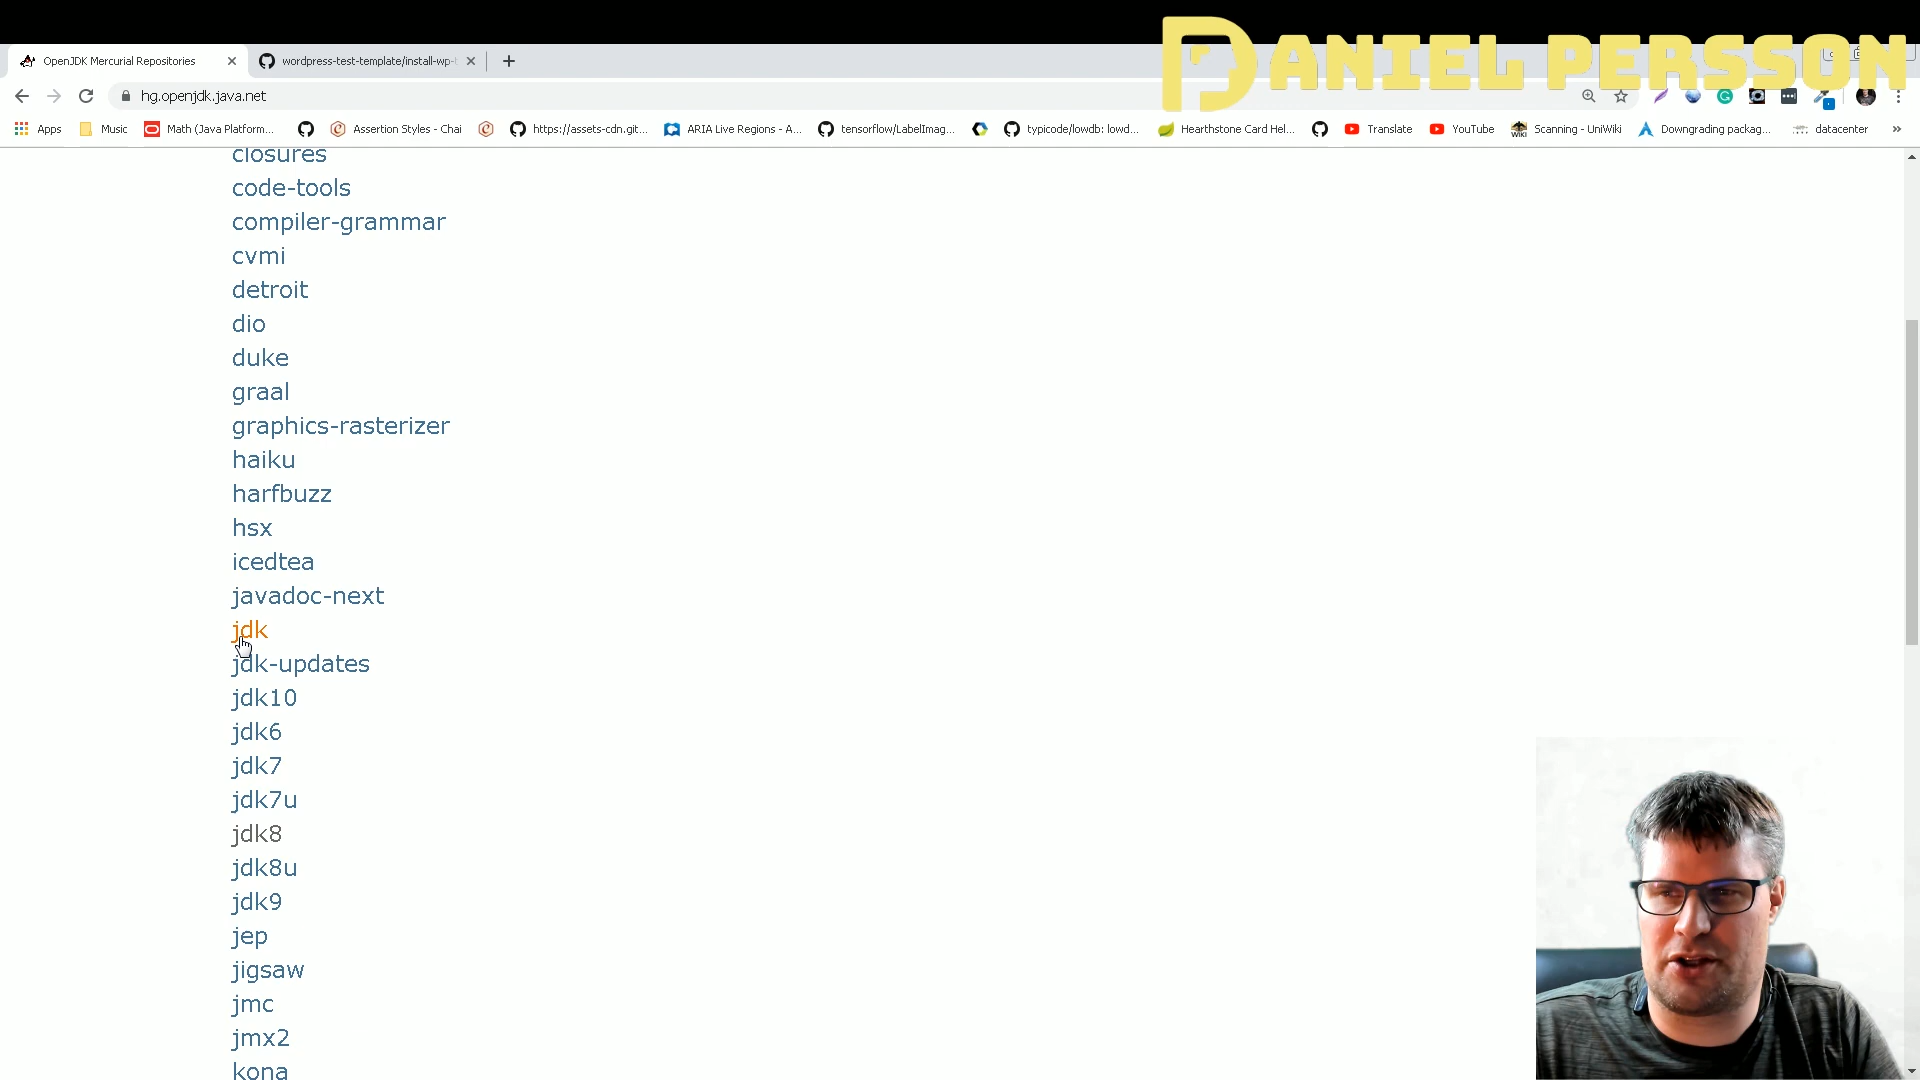 DANIEL PERSSON
OpenJDK Mercurial Repositories
wordpress-test-template/install-wp-t
hg.openjdk.java.net
Apps
Music
Math (Java Platform...
Assertion Styles - Chai
https://assets-cdn.git...
ARIA Live Regions - A...
tensorflow/LabelImag...
typicode/lowdb: lowd...
Hearthstone Card Hel...
Translate
YouTube
WIKI
Scanning - UniWiki
Downgrading packag...
datacenter
»
closures
code-tools
compiler-grammar
cvmi
detroit
dio
duke
graal
graphics-rasterizer
haiku
harfbuzz
hsx
icedtea
javadoc-next
jdk
jdk-updates
jdk10
jdk6
jdk7
jdk7u
jdk8
jdk8u
jdk9
jep
jigsaw
jmc
jmx2
kona